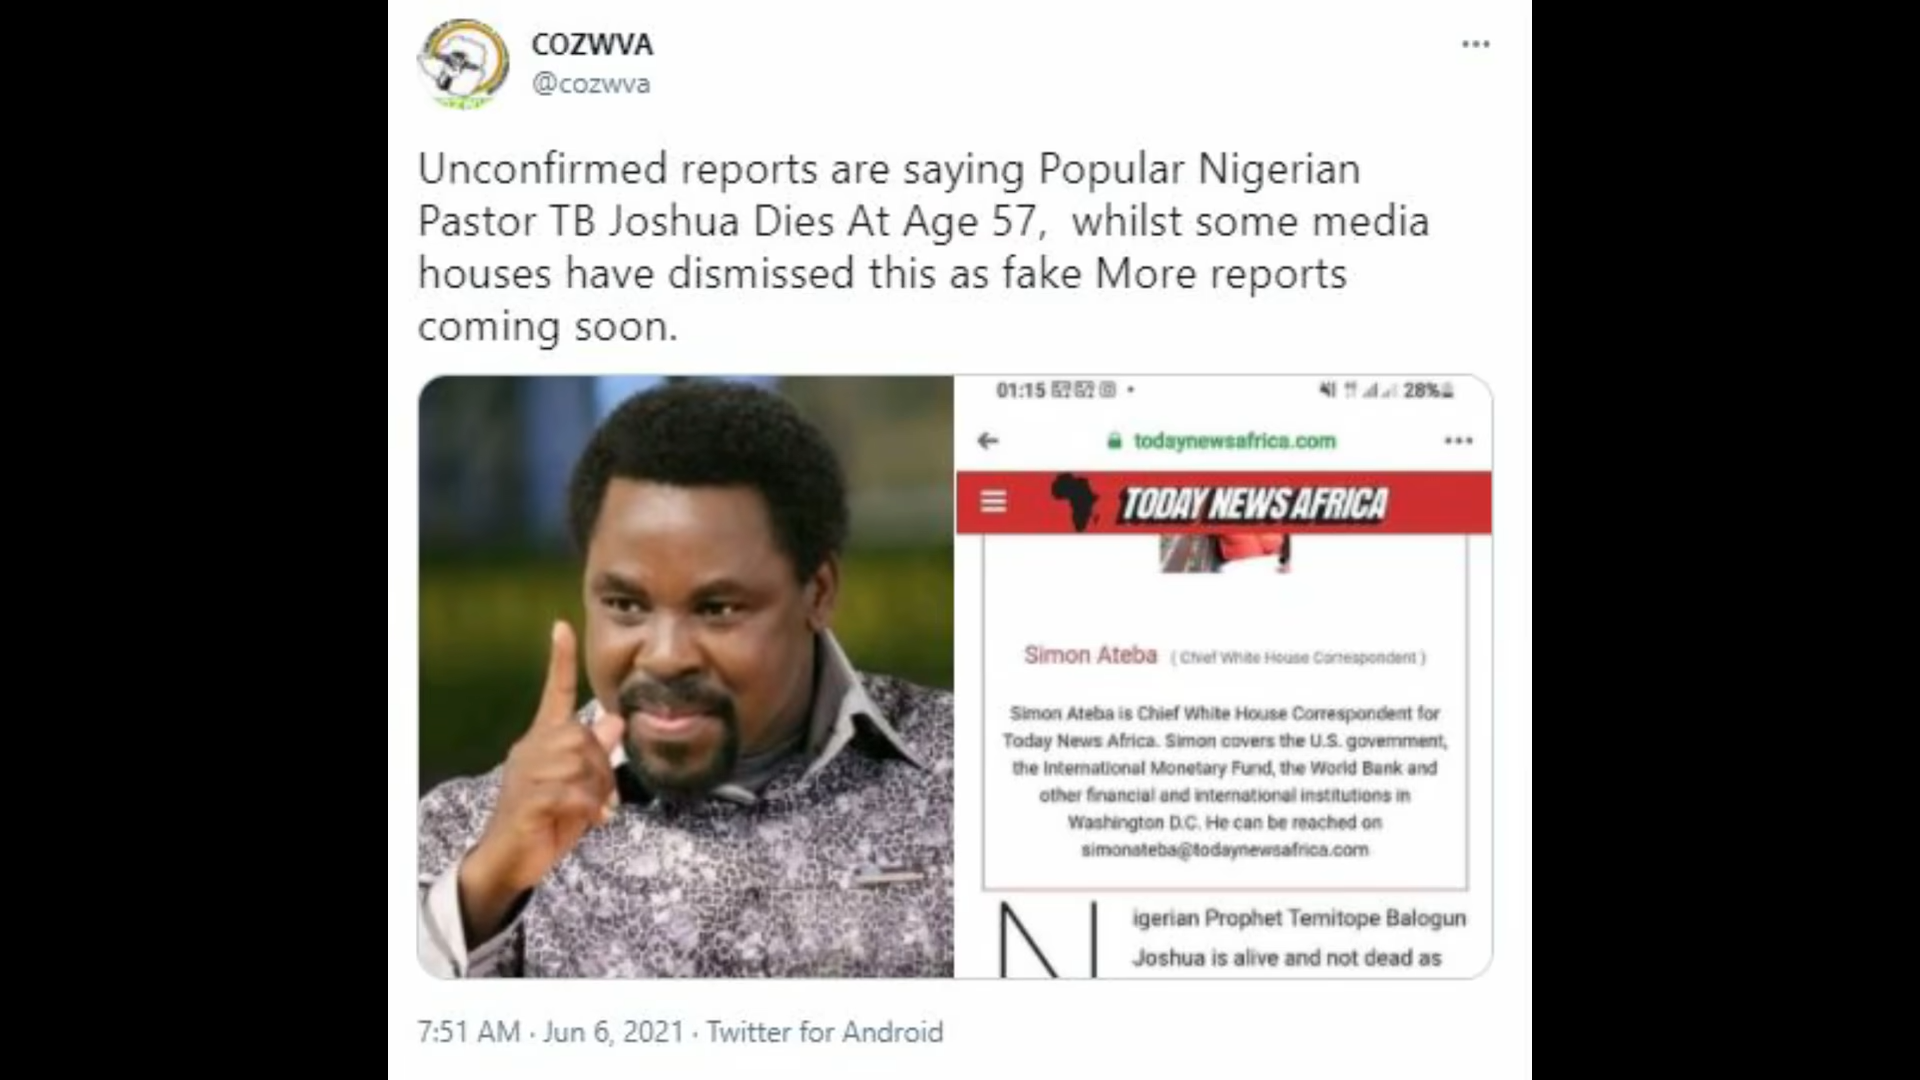 COZWVA
@cozwva
Unconfirmed reports are saying Popular Nigerian
Pastor TB Joshua Dies At Age 57,  whilst some media
houses have dismissed this as fake More reports
coming soon.
01:15
28%
todaynewsafrica.com
TODAY NEWS AFRICA
Simon Ateba ( Chief White House Correspondent )
Simon Ateba is Chief White House Correspondent for
Today News Africa. Simon covers the U.S. government,
the International Monetary Fund, the World Bank and
other financial and international institutions in
Washington D.C. He can be reached on
simonateba@todaynewsafrica.com
Nigerian Prophet Temitope Balogun
Joshua is alive and not dead as
7:51 AM · Jun 6, 2021 · Twitter for Android